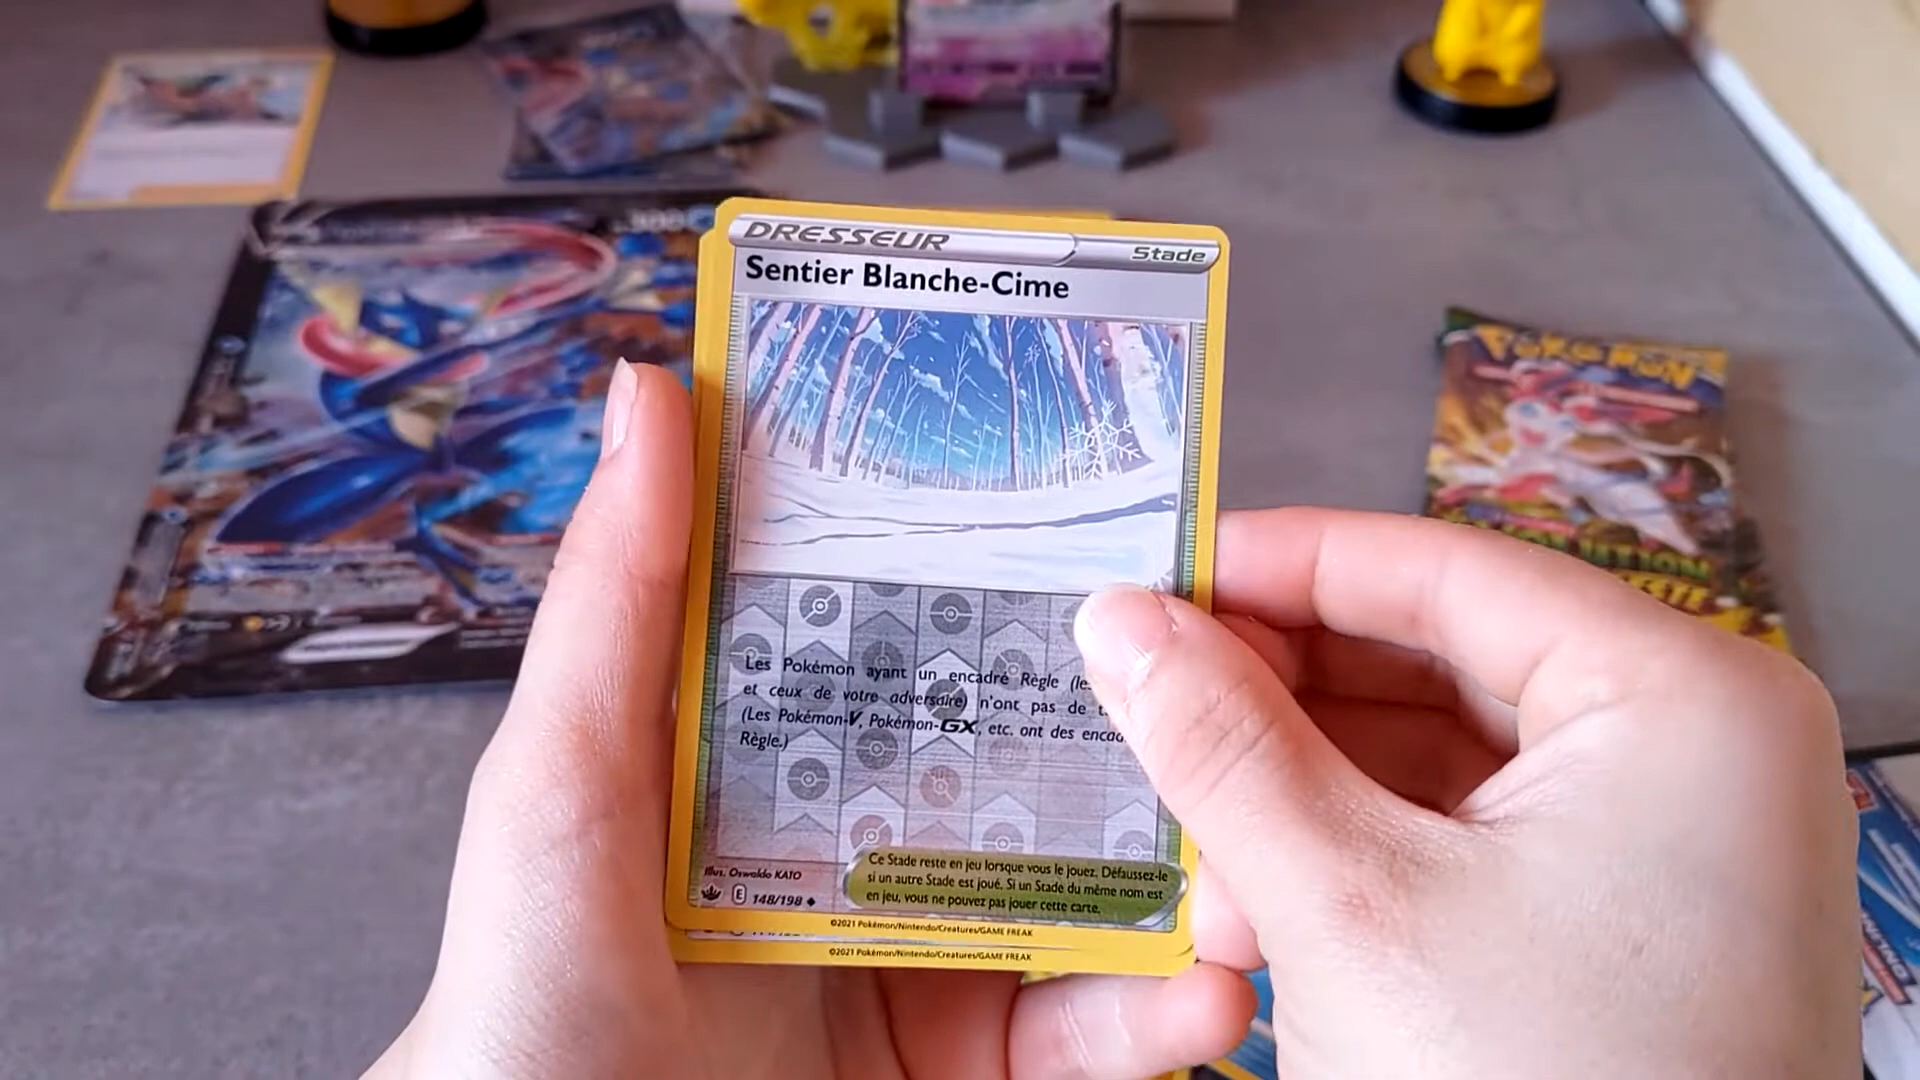 DRESSEUR
Stade
Sentier Blanche-Cime
Les Pokémon ayant un encadré Règle
et ceux de votre adversaire) n'ont pas de
(Les Pokémon-V, Pokémon-GX, etc. ont des
Règle.)
Illus. Oswaldo KATO
E 148/198
Ce Stade reste en jeu lorsque vous le jouez. Défaussez-le
si un autre Stade est joué. Si un Stade du même nom est
en jeu, vous ne pouvez pas jouer cette carte.
©2021 Pokémon/Nintendo/Creatures/GAME FREAK
©2021 Pokémon/Nintendo/Creatures/GAME FREAK
300
POKéMON